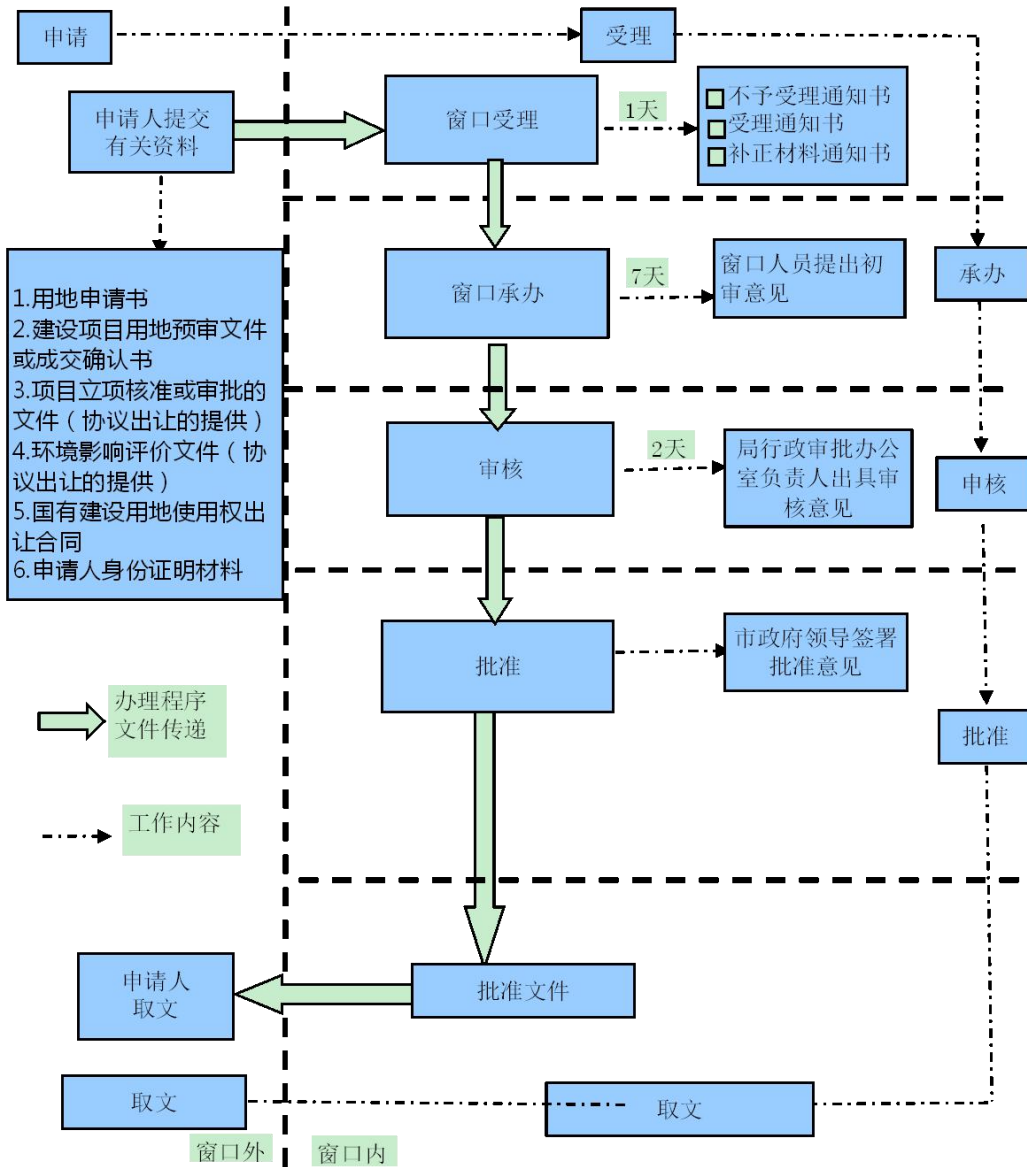 申请
受理
申请人提交
有关资料
窗口受理
1天
不予受理通知书
受理通知书
补正材料通知书
1.用地申请书
2.建设项目用地预审文件
或成交确认书
3.项目立项核准或审批的
文件（协议出让的提供）
4.环境影响评价文件（协
议出让的提供）
5.国有建设用地使用权出
让合同
6.申请人身份证明材料
窗口承办
7天
窗口人员提出初
审意见
承办
审核
2天
局行政审批办公
室负责人出具审
核意见
审核
批准
市政府领导签署
批准意见
批准
办理程序
文件传递
工作内容
申请人
取文
批准文件
取文
取文
窗口外
窗口内